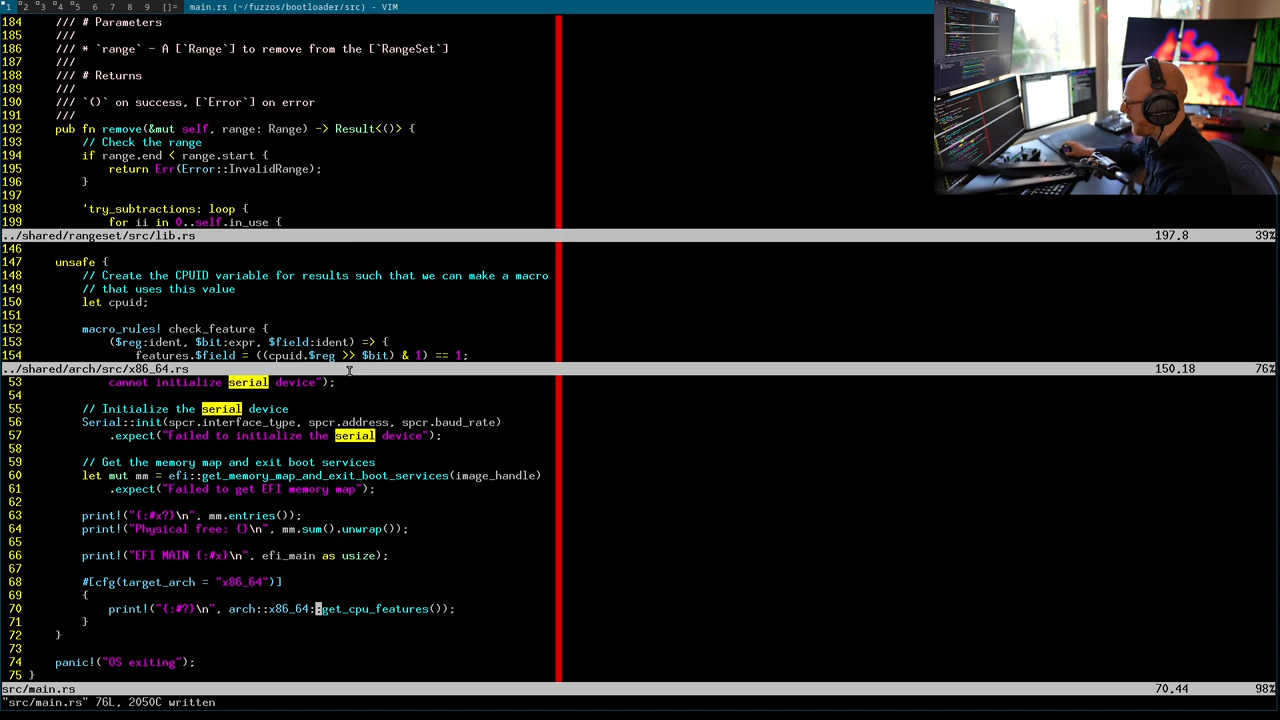 1 2 3 4 5 6 7 8 9 []= main.rs (~/fuzzos/bootloader/src) - VIM
184 /// # Parameters
185 ///
186 /// * `range` - A [`Range`] to remove from the [`RangeSet`]
187 ///
188 /// # Returns
189 ///
190 /// `()` on success, [`Error`] on error
191 ///
192 pub fn remove(&mut self, range: Range) -> Result<()> {
193 // Check the range
194 if range.end < range.start {
195 return Err(Error::InvalidRange);
196 }
197
198 'try_subtractions: loop {
199 for ii in 0..self.in_use {
../shared/rangeset/src/lib.rs 197,8 39%
146
147 unsafe {
148 // Create the CPUID variable for results such that we can make a macro
149 // that uses this value
150 let cpuid;
151
152 macro_rules! check_feature {
153 ($reg:ident, $bit:expr, $field:ident) => {
154 features.$field = ((cpuid.$reg >> $bit) & 1) == 1;
../shared/arch/src/x86_64.rs 150,18 76%
53 cannot initialize serial device");
54
55 // Initialize the serial device
56 Serial::init(spcr.interface_type, spcr.address, spcr.baud_rate)
57 .expect("Failed to initialize the serial device");
58
59 // Get the memory map and exit boot services
60 let mut mm = efi::get_memory_map_and_exit_boot_services(image_handle)
61 .expect("Failed to get EFI memory map");
62
63 print!("{:#x?}\n", mm.entries());
64 print!("Physical free: {}\n", mm.sum().unwrap());
65
66 print!("EFI MAIN {:#x}\n", efi_main as usize);
67
68 #[cfg(target_arch = "x86_64")]
69 {
70 print!("{:#?}\n", arch::x86_64::get_cpu_features());
71 }
72 }
73
74 panic!("OS exiting");
75 }
src/main.rs 70,44 98%
"src/main.rs" 76L, 2050C written